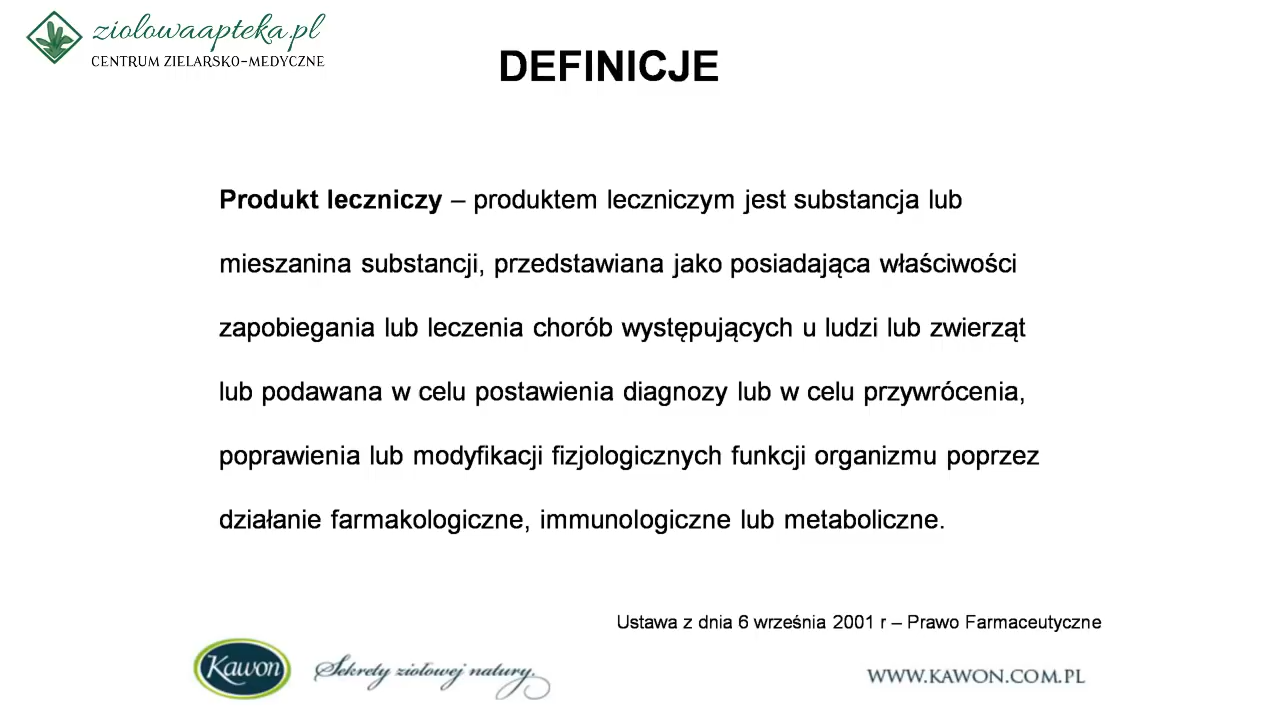 ziolowaapteka.pl
CENTRUM ZIELARSKO-MEDYCZNE
DEFINICJE
Produkt leczniczy – produktem leczniczym jest substancja lub
mieszanina substancji, przedstawiana jako posiadająca właściwości
zapobiegania lub leczenia chorób występujących u ludzi lub zwierząt
lub podawana w celu postawienia diagnozy lub w celu przywrócenia,
poprawienia lub modyfikacji fizjologicznych funkcji organizmu poprzez
działanie farmakologiczne, immunologiczne lub metaboliczne.
Ustawa z dnia 6 września 2001 r – Prawo Farmaceutyczne
Kawon Sekrety ziołowej natury. WWW.KAWON.COM.PL